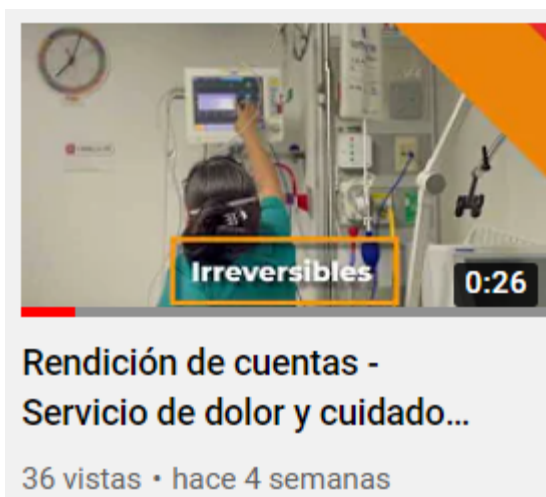 Irreversibles
0:26
Rendición de cuentas -
Servicio de dolor y cuidado...
36 vistas • hace 4 semanas